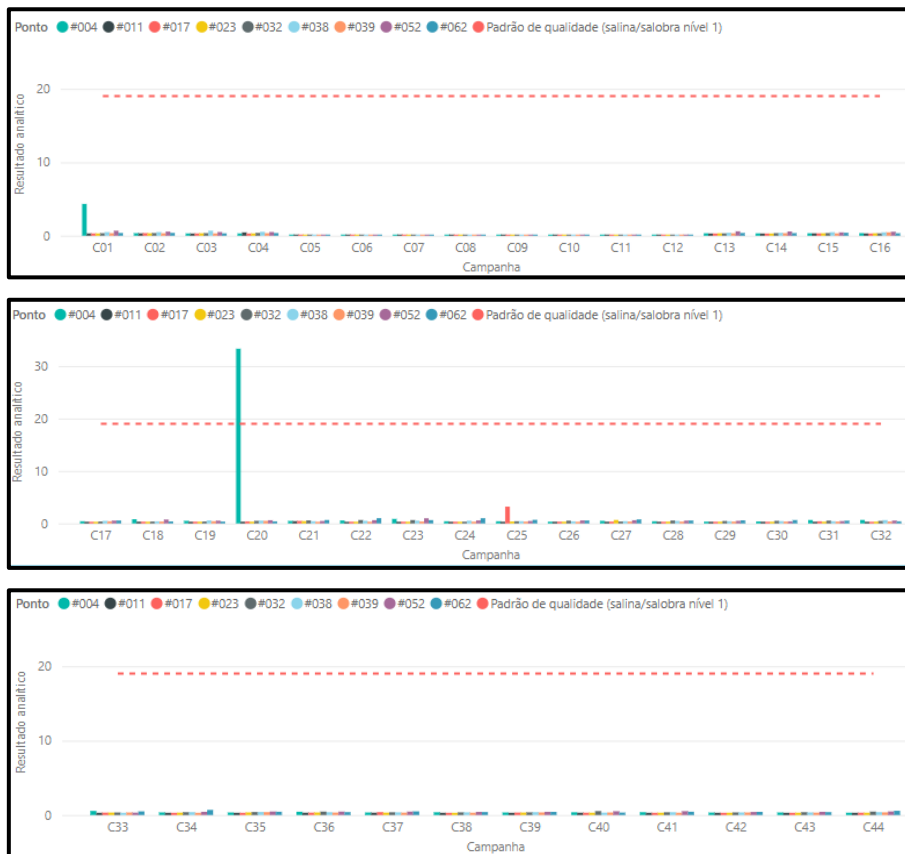 Ponto #004 #011 #017 #023 #032 #038 #039 #052 #062 Padrão de qualidade (salina/salobra nível 1)
Resultado analítico
20
10
0
C01 C02 C03 C04 C05 C06 C07 C08 C09 C10 C11 C12 C13 C14 C15 C16
Campanha
Ponto #004 #011 #017 #023 #032 #038 #039 #052 #062 Padrão de qualidade (salina/salobra nível 1)
Resultado analítico
30
20
10
0
C17 C18 C19 C20 C21 C22 C23 C24 C25 C26 C27 C28 C29 C30 C31 C32
Campanha
Ponto #004 #011 #017 #023 #032 #038 #039 #052 #062 Padrão de qualidade (salina/salobra nível 1)
Resultado analítico
20
10
0
C33 C34 C35 C36 C37 C38 C39 C40 C41 C42 C43 C44
Campanha